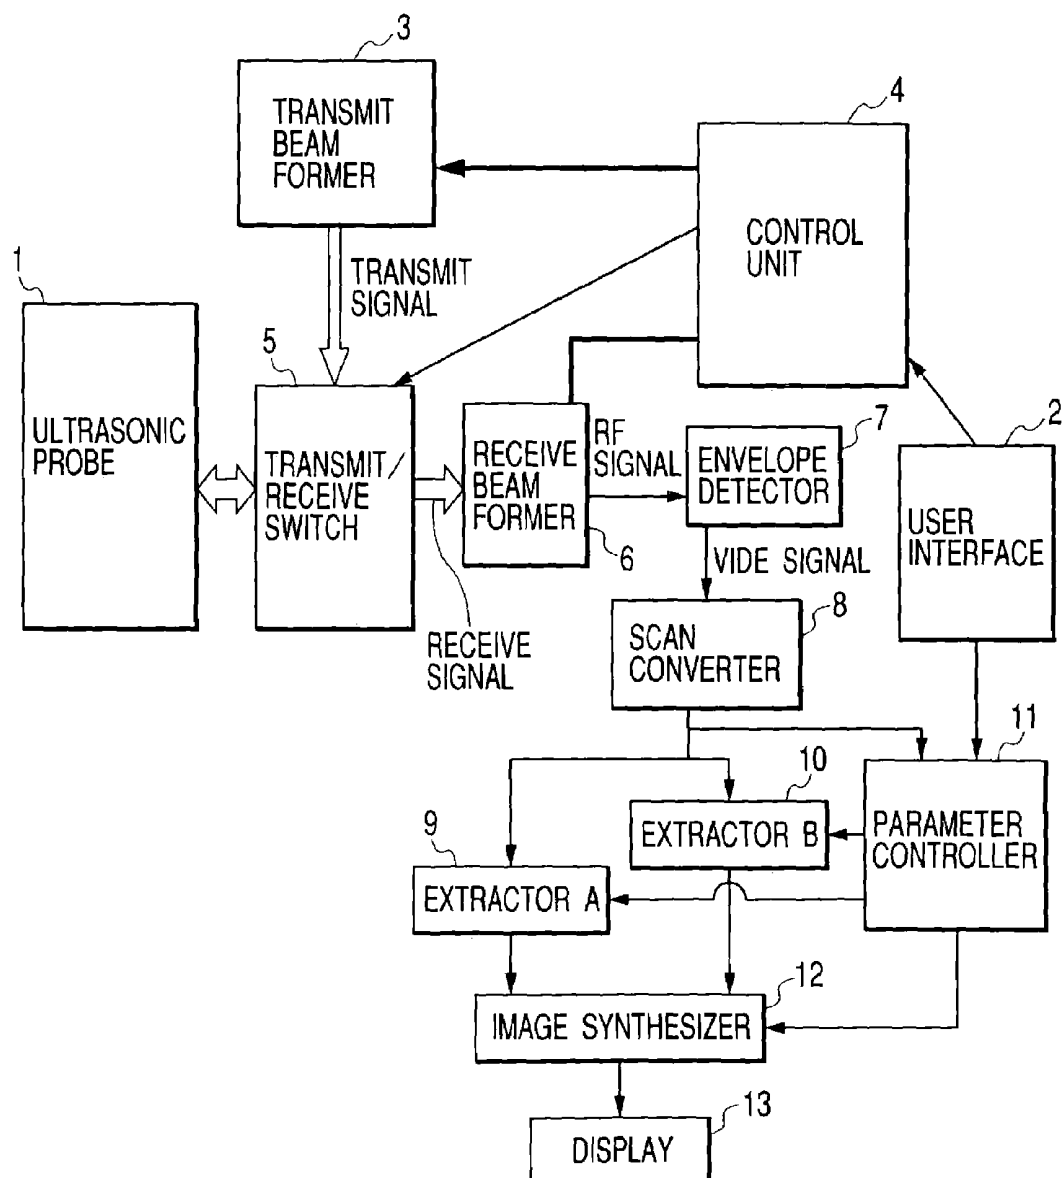 3
TRANSMIT
BEAM
FORMER
4
CONTROL
UNIT
TRANSMIT
SIGNAL
1
ULTRASONIC
PROBE
5
TRANSMIT/
RECEIVE
SWITCH
RECEIVE
SIGNAL
RECEIVE
BEAM
FORMER
6
RF
SIGNAL
7
ENVELOPE
DETECTOR
2
USER
INTERFACE
VIDE SIGNAL
8
SCAN
CONVERTER
11
PARAMETER
CONTROLLER
10
EXTRACTOR B
9
EXTRACTOR A
12
IMAGE SYNTHESIZER
13
DISPLAY